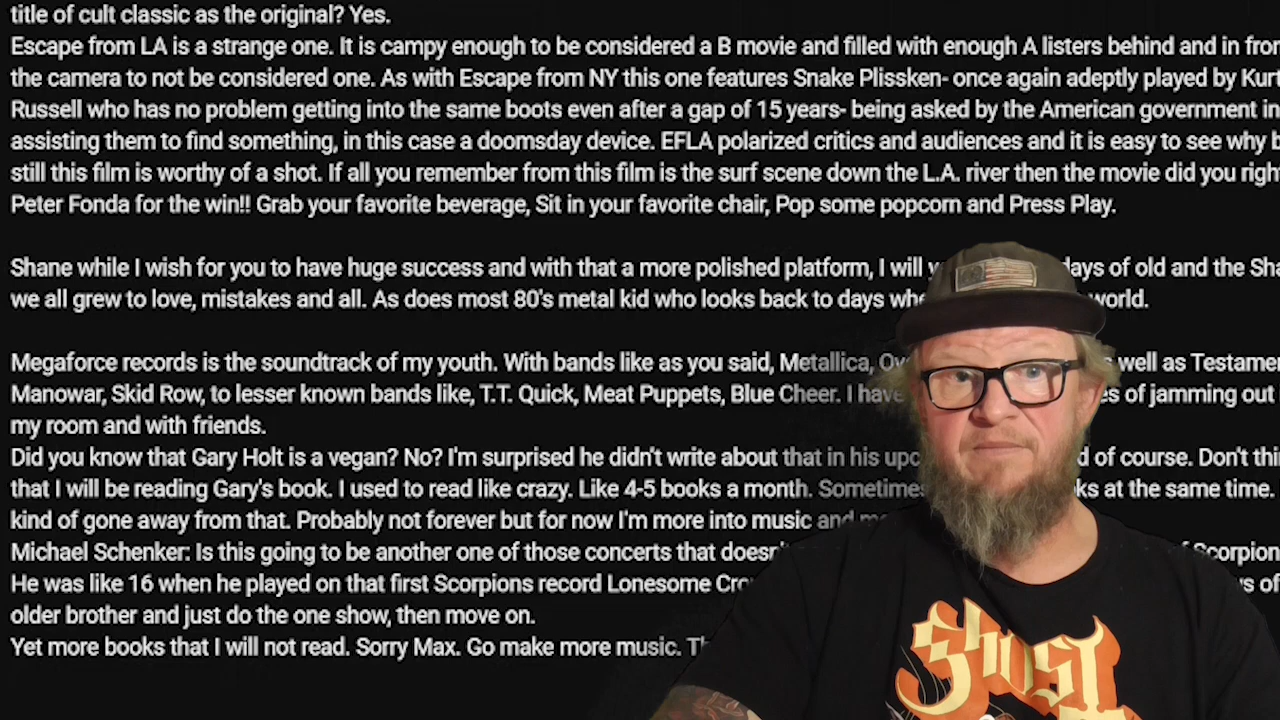 title of cult classic as the original? Yes.
Escape from LA is a strange one. It is campy enough to be considered a B movie and filled with enough A listers behind and in
the camera to not be considered one. As with Escape from NY this one features Snake Plissken- once again adeptly played by Kurt
Russell who has no problem getting into the same boots even after a gap of 15 years- being asked by the American government in
assisting them to find something, in this case a doomsday device. EFLA polarized critics and audiences and it is easy to see why
still this film is worthy of a shot. If all you remember from this film is the surf scene down the L.A. river then the movie did you
Peter Fonda for the win!! Grab your favorite beverage, Sit in your favorite chair, Pop some popcorn and Press Play.
Shane while I wish for you to have huge success and with that a more polished platform, I will days of old and the
we all grew to love, mistakes and all. As does most 80's metal kid who looks back to days world.
Megaforce records is the soundtrack of my youth. With bands like as you said, Metallica, well as
Manowar, Skid Row, to lesser known bands like, T.T. Quick, Meat Puppets, Blue Cheer. I have of jamming out
my room and with friends.
Did you know that Gary Holt is a vegan? No? I'm surprised he didn't write about that in his of course. Don't
that I will be reading Gary's book. I used to read like crazy. Like 4-5 books a month. Sometimes at the same time.
kind of gone away from that. Probably not forever but for now I'm more into music and
Michael Schenker: Is this going to be another one of those concerts that
He was like 16 when he played on that first Scorpions record Lonesome
older brother and just do the one show, then move on.
Yet more books that I will not read. Sorry Max. Go make more music.
Ghost